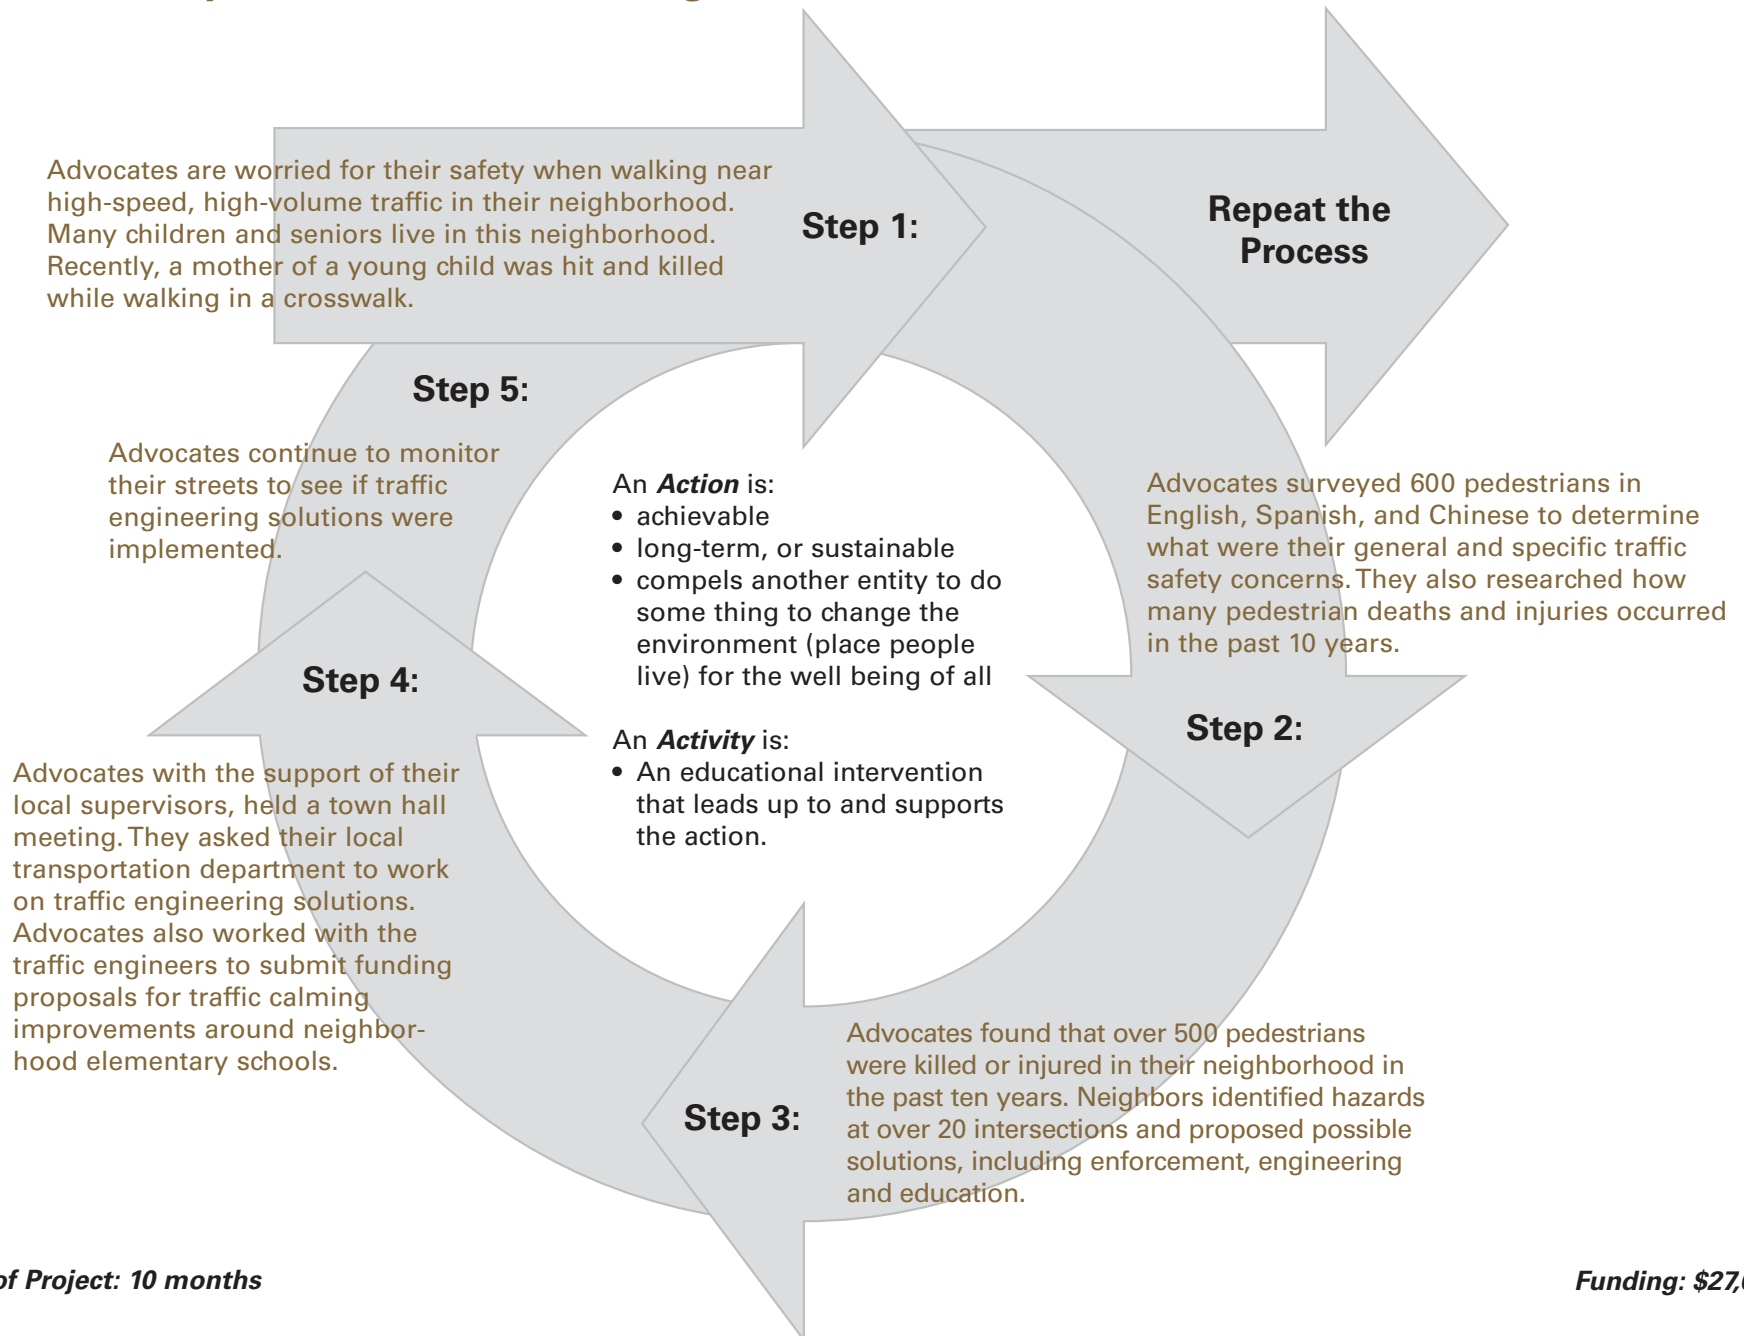 Advocates are worried for their safety when walking near
high-speed, high-volume traffic in their neighborhood.
Many children and seniors live in this neighborhood.
Recently, a mother of a young child was hit and killed
while walking in a crosswalk.
Step 1:
Repeat the
Process
Step 5:
Advocates continue to monitor
their streets to see if traffic
engineering solutions were
implemented.
An Action is:
• achievable
• long-term, or sustainable
• compels another entity to do
some thing to change the
environment (place people
live) for the well being of all
An Activity is:
• An educational intervention
that leads up to and supports
the action.
Advocates surveyed 600 pedestrians in
English, Spanish, and Chinese to determine
what were their general and specific traffic
safety concerns. They also researched how
many pedestrian deaths and injuries occurred
in the past 10 years.
Step 2:
Step 4:
Advocates with the support of their
local supervisors, held a town hall
meeting. They asked their local
transportation department to work
on traffic engineering solutions.
Advocates also worked with the
traffic engineers to submit funding
proposals for traffic calming
improvements around neighbor-
hood elementary schools.
Step 3:
Advocates found that over 500 pedestrians
were killed or injured in their neighborhood in
the past ten years. Neighbors identified hazards
at over 20 intersections and proposed possible
solutions, including enforcement, engineering
and education.
of Project: 10 months
Funding: $27,